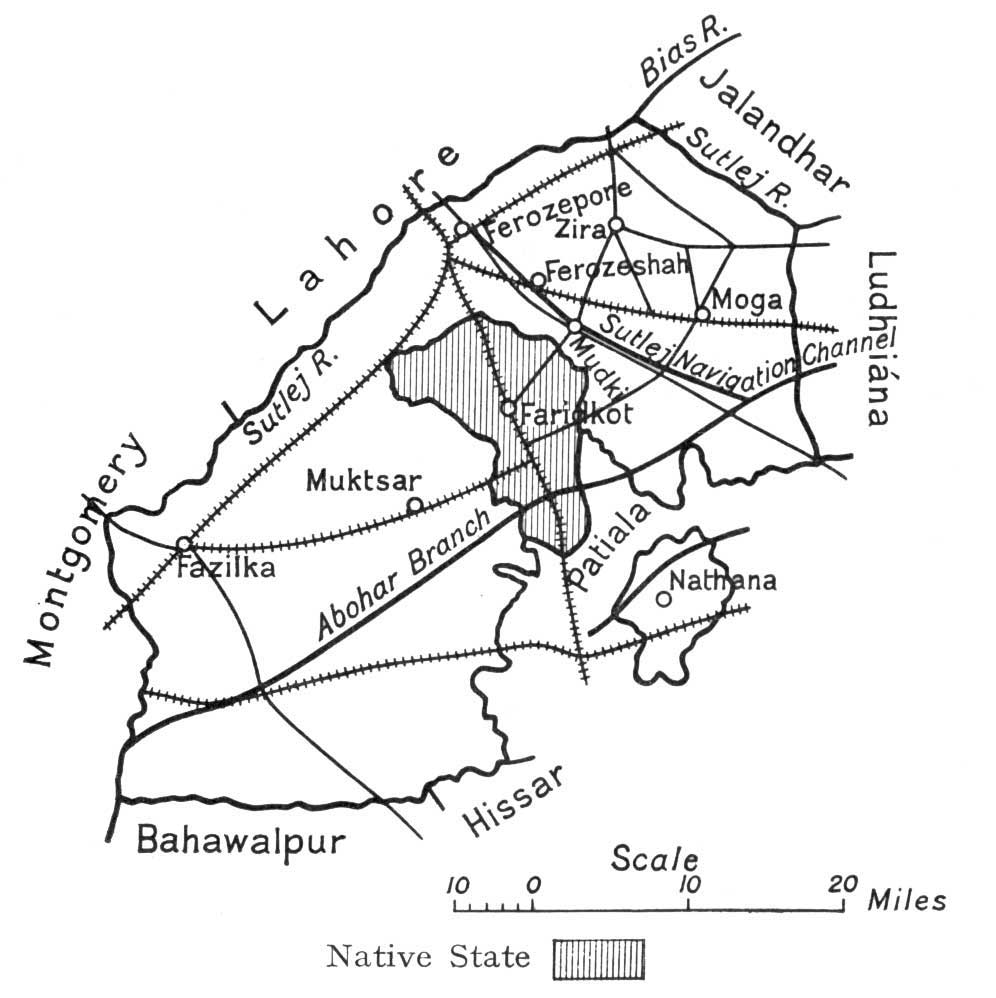 Bias R.
Jalandhar
Sutlej R.
Lahore
Ferozepore
Zira
Ferozeshah
Moga
Ludhiána
Sutlej Navigation Channel
Mudki
Sutlej R.
Faridkot
Muktsar
Montgomery
Fazilka
Abohar Branch
Patiala
Nathana
Hissar
Bahawalpur
Scale
10 0 10 20 Miles
Native State